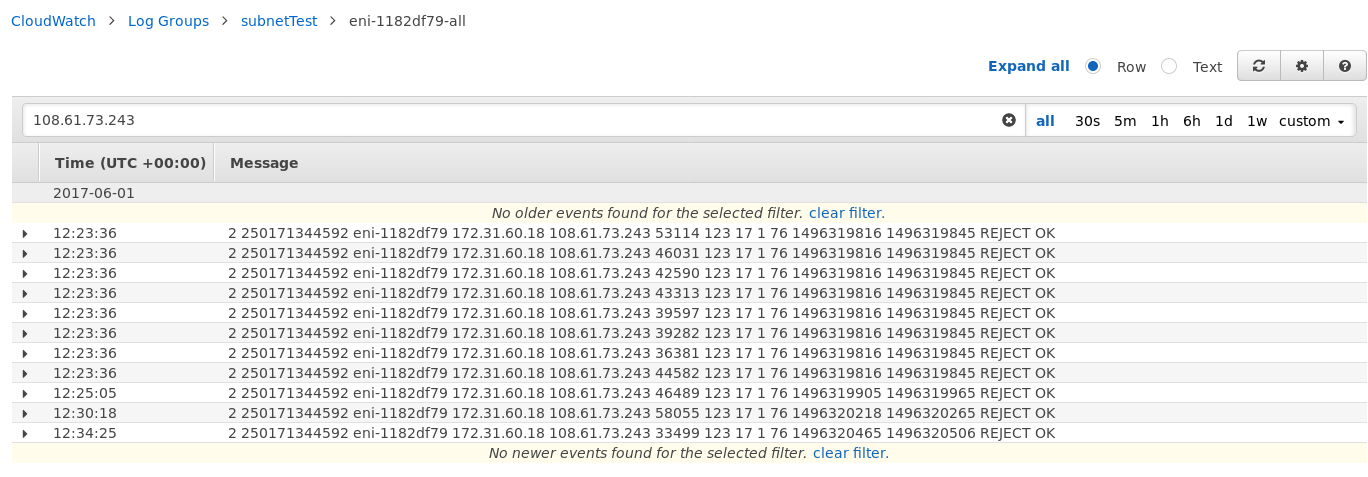 CloudWatch > Log Groups > subnetTest > eni-1182df79-all
Expand all Row Text
108.61.73.243 all 30s 5m 1h 6h 1d 1w custom
Time (UTC +00:00) Message
2017-06-01
No older events found for the selected filter. clear filter.
12:23:36 2 250171344592 eni-1182df79 172.31.60.18 108.61.73.243 53114 123 17 1 76 1496319816 1496319845 REJECT OK
12:23:36 2 250171344592 eni-1182df79 172.31.60.18 108.61.73.243 46031 123 17 1 76 1496319816 1496319845 REJECT OK
12:23:36 2 250171344592 eni-1182df79 172.31.60.18 108.61.73.243 42590 123 17 1 76 1496319816 1496319845 REJECT OK
12:23:36 2 250171344592 eni-1182df79 172.31.60.18 108.61.73.243 43313 123 17 1 76 1496319816 1496319845 REJECT OK
12:23:36 2 250171344592 eni-1182df79 172.31.60.18 108.61.73.243 39597 123 17 1 76 1496319816 1496319845 REJECT OK
12:23:36 2 250171344592 eni-1182df79 172.31.60.18 108.61.73.243 39282 123 17 1 76 1496319816 1496319845 REJECT OK
12:23:36 2 250171344592 eni-1182df79 172.31.60.18 108.61.73.243 36381 123 17 1 76 1496319816 1496319845 REJECT OK
12:23:36 2 250171344592 eni-1182df79 172.31.60.18 108.61.73.243 44582 123 17 1 76 1496319816 1496319845 REJECT OK
12:25:05 2 250171344592 eni-1182df79 172.31.60.18 108.61.73.243 46489 123 17 1 76 1496319905 1496319965 REJECT OK
12:30:18 2 250171344592 eni-1182df79 172.31.60.18 108.61.73.243 58055 123 17 1 76 1496320218 1496320265 REJECT OK
12:34:25 2 250171344592 eni-1182df79 172.31.60.18 108.61.73.243 33499 123 17 1 76 1496320465 1496320506 REJECT OK
No newer events found for the selected filter. clear filter.